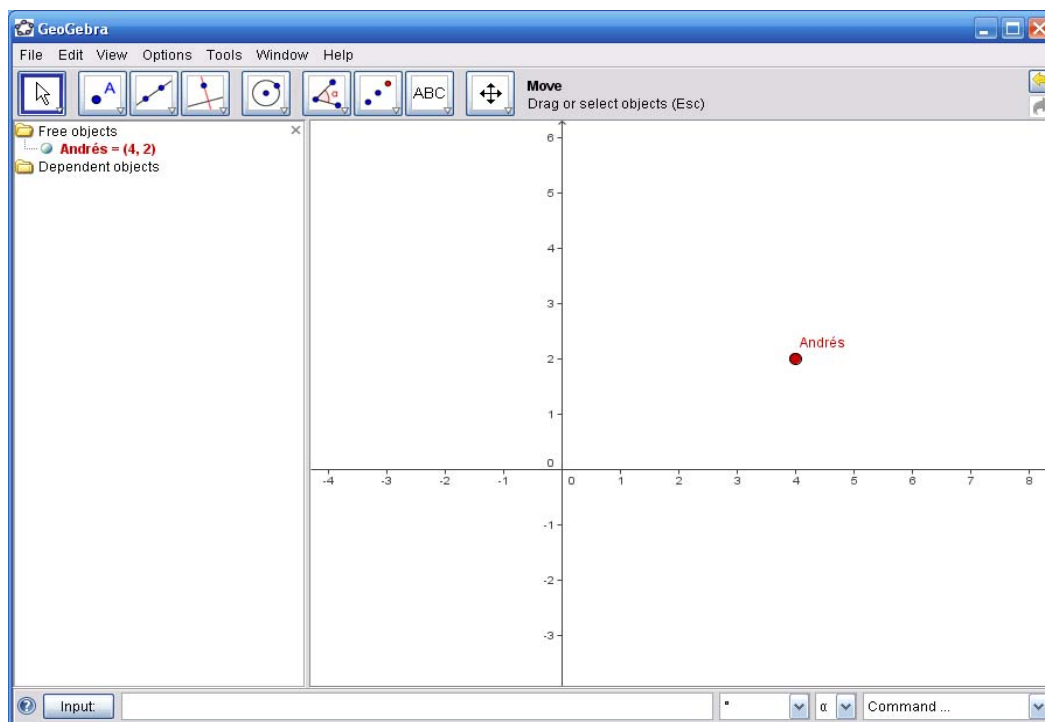 GeoGebra
File Edit View Options Tools Window Help
A
α
ABC
Move
Drag or select objects (Esc)
Free objects
Andrés = (4, 2)
Dependent objects
6
5
4
3
Andrés
2
1
0
-4 -3 -2 -1 0 1 2 3 4 5 6 7 8
-1
-2
-3
Input:
° α Command ...